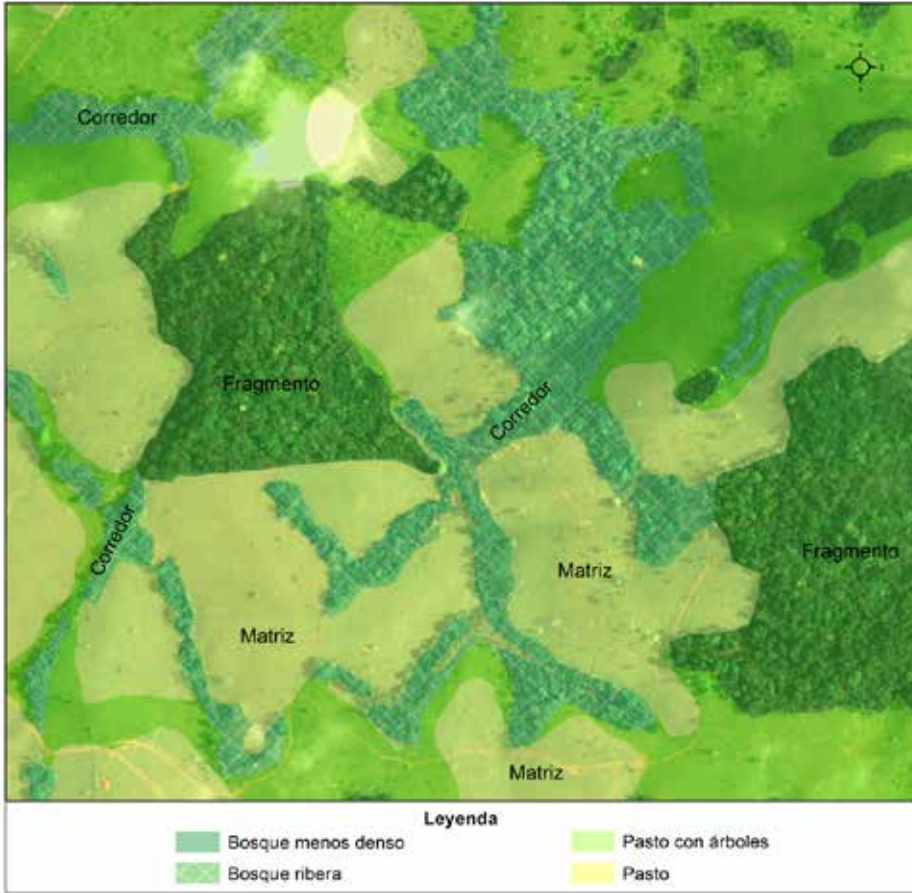 Corredor
Fragmento
Corredor
Corredor
Fragmento
Matriz
Matriz
Matriz
Leyenda
Bosque menos denso
Pasto con árboles
Bosque ribera
Pasto